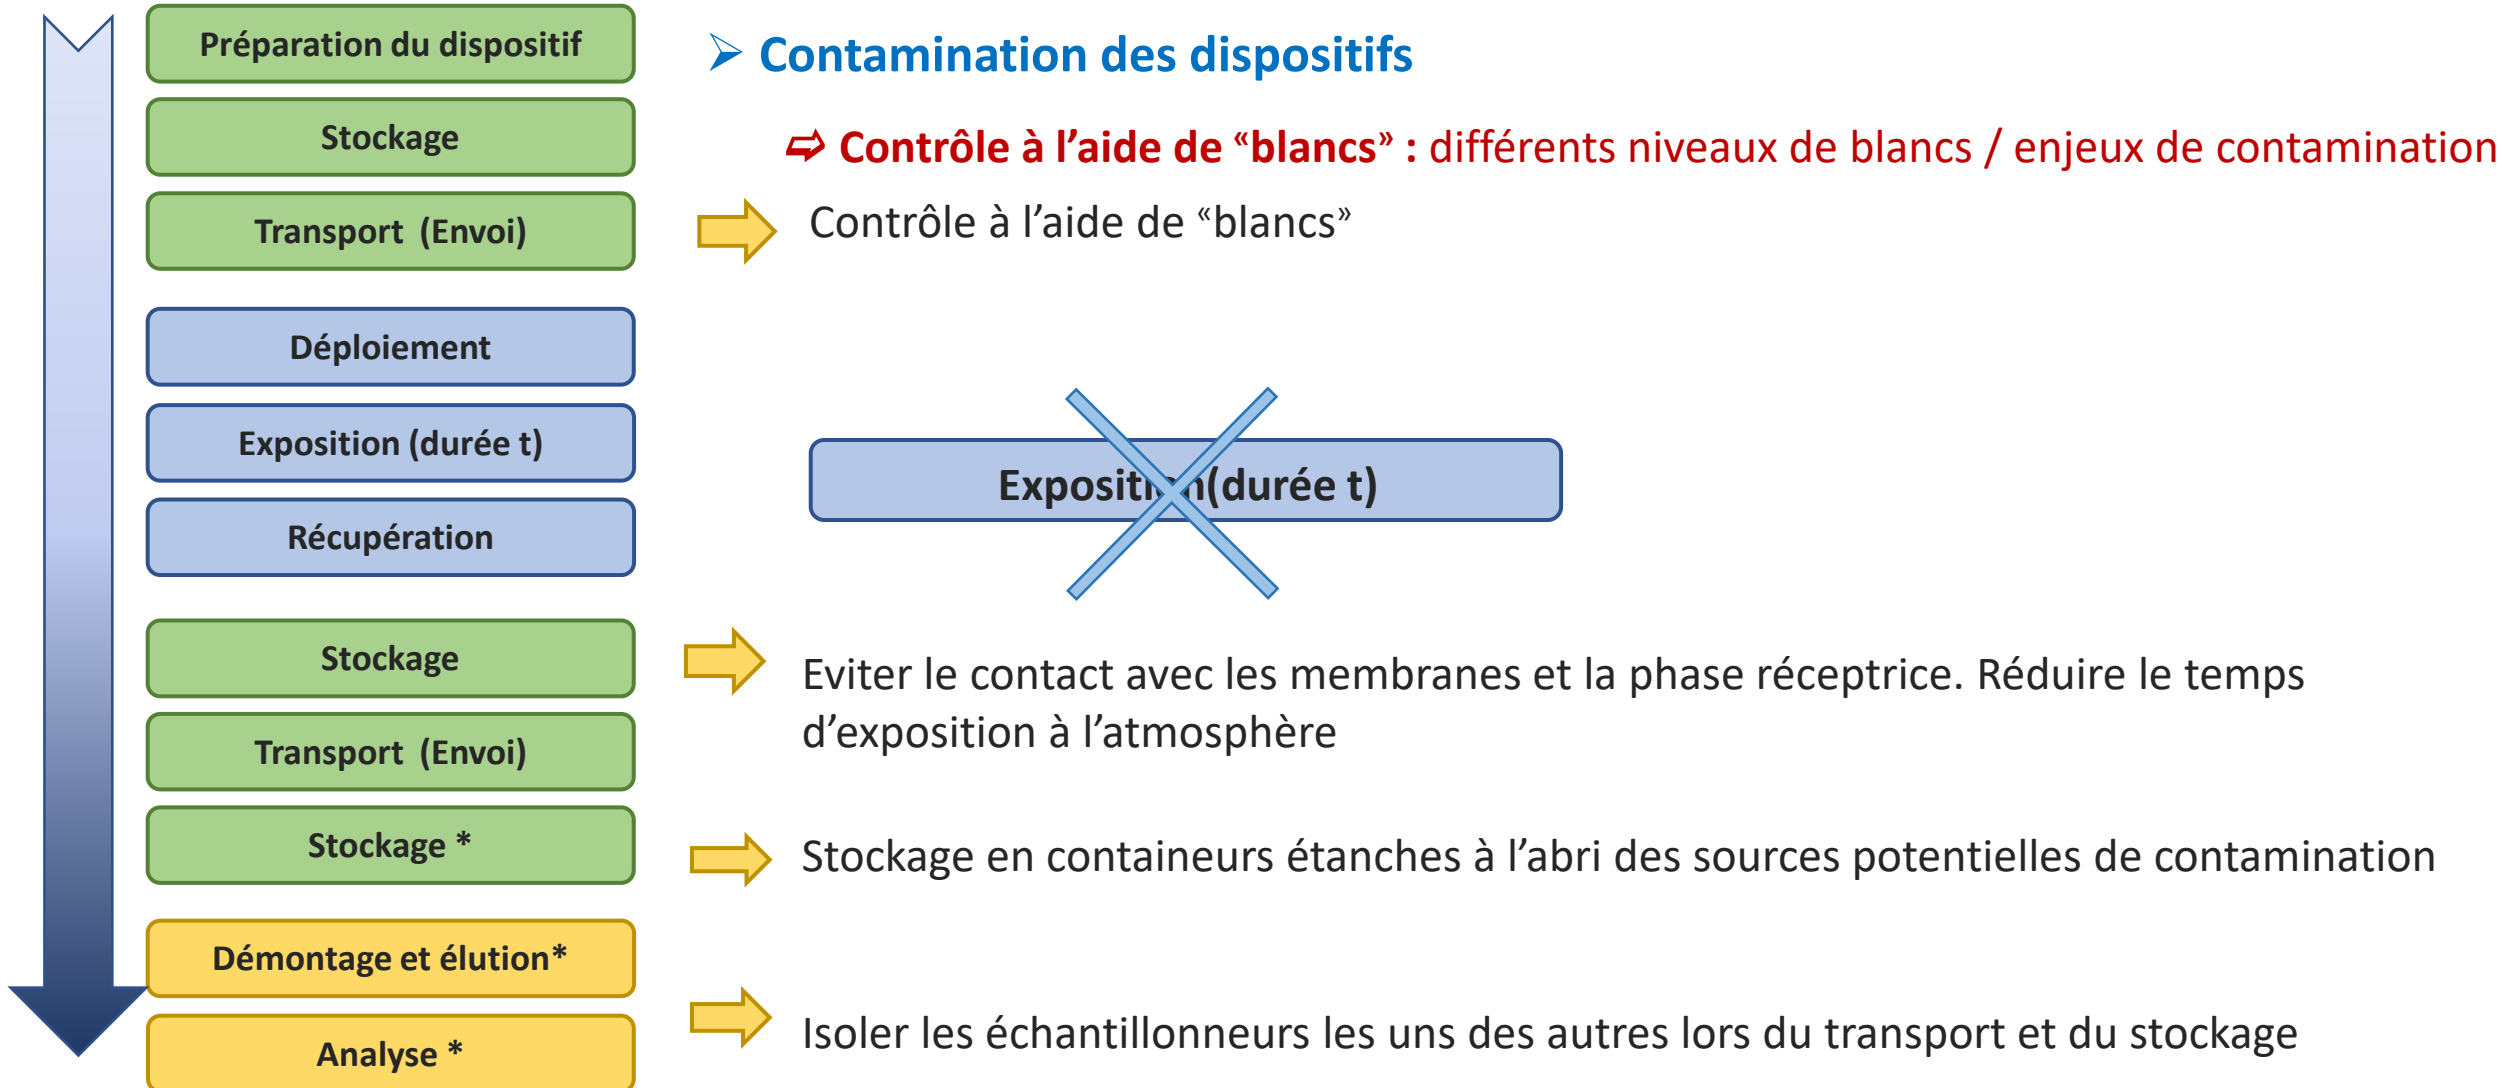 Préparation du dispositif
Stockage
Transport (Envoi)
Déploiement
Exposition (durée t)
Récupération
Stockage
Transport (Envoi)
Stockage *
Démontage et élution*
Analyse *
Contamination des dispositifs
Contrôle à l’aide de «blancs» : différents niveaux de blancs / enjeux de contamination
Contrôle à l’aide de «blancs»
Exposition(durée t)
Eviter le contact avec les membranes et la phase réceptrice. Réduire le temps
d’exposition à l’atmosphère
Stockage en containeurs étanches à l’abri des sources potentielles de contamination
Isoler les échantillonneurs les uns des autres lors du transport et du stockage